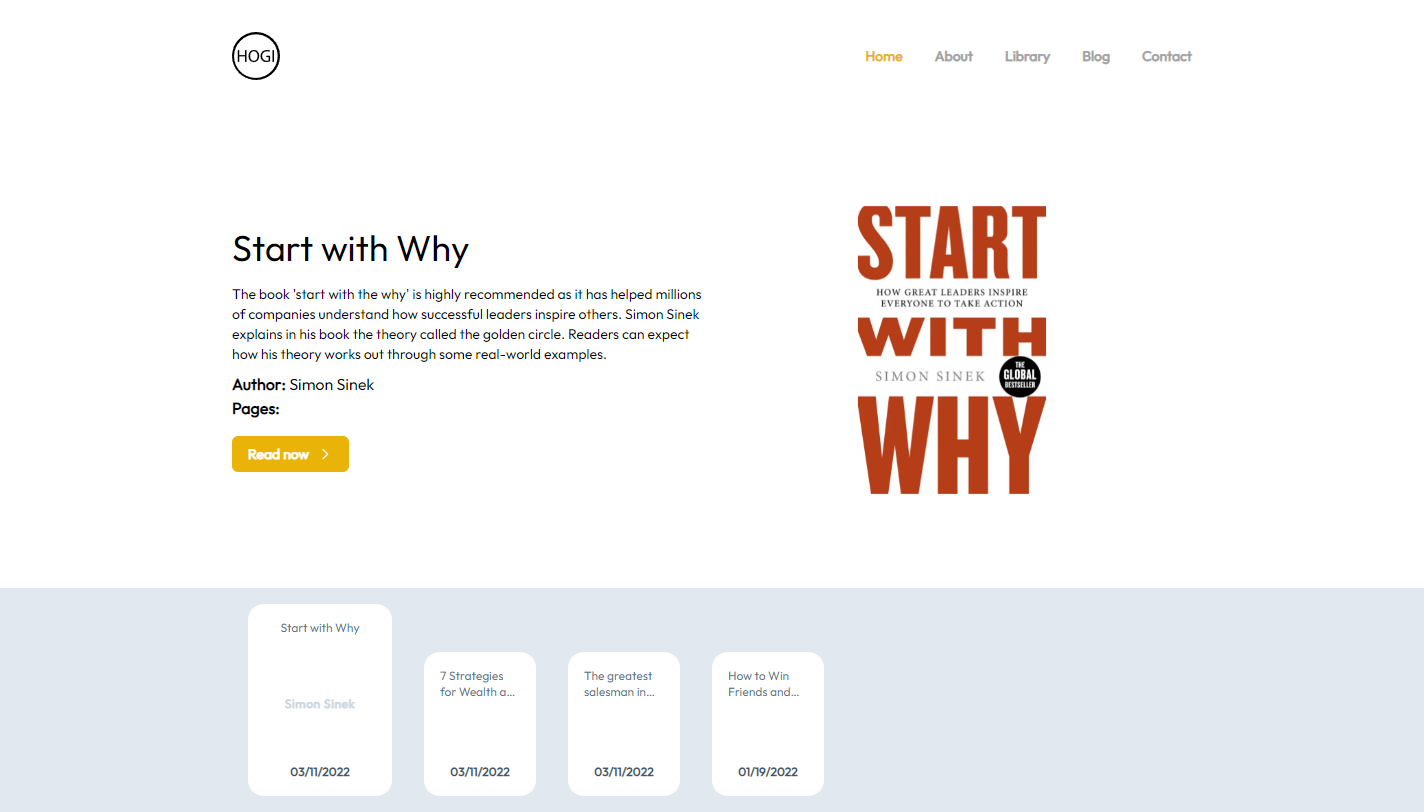 HOGI
Home About Library Blog Contact
Start with Why
The book 'start with the why' is highly recommended as it has helped millions
of companies understand how successful leaders inspire others. Simon Sinek
explains in his book the theory called the golden circle. Readers can expect
how his theory works out through some real-world examples.
Author: Simon Sinek
Pages:
Read now
START
HOW GREAT LEADERS INSPIRE
EVERYONE TO TAKE ACTION
WITH
SIMON SINEK
THE
GLOBAL
BESTSELLER
WHY
Start with Why
Simon Sinek
03/11/2022
7 Strategies
for Wealth a...
03/11/2022
The greatest
salesman in...
03/11/2022
How to Win
Friends and...
01/19/2022